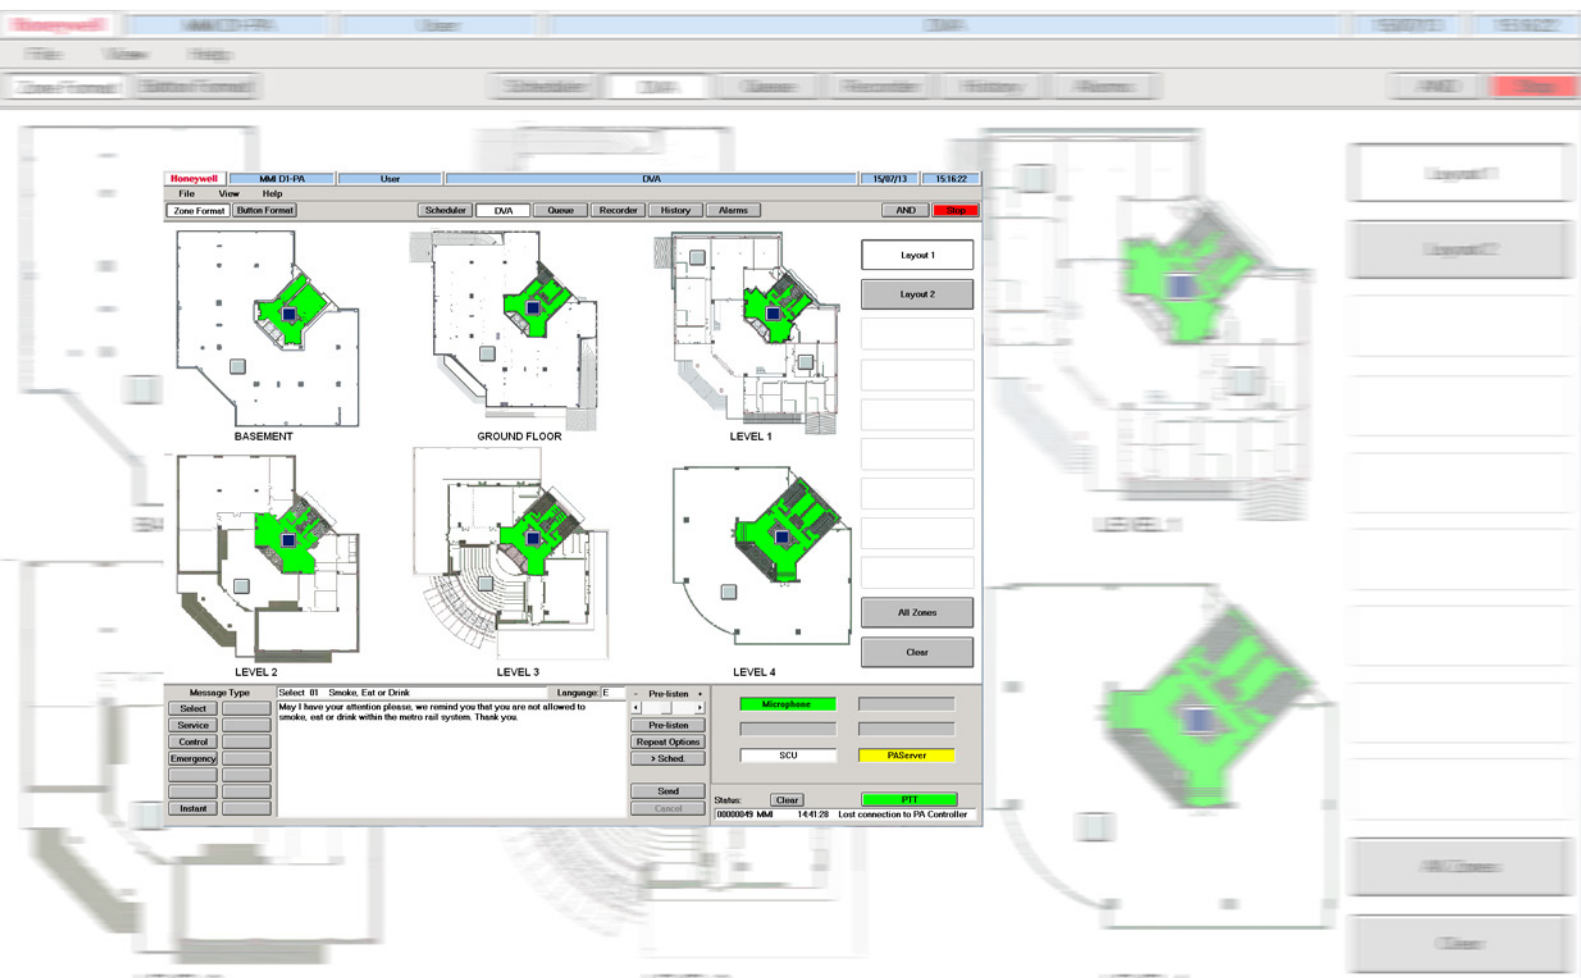 Honeywell MMI D1-PA User DVA 15/07/13 15:16:22
File View Help
Zone Format Button Format Scheduler DVA Queue Recorder History Alarms AND Stop
Layout 1
Layout 2
BASEMENT GROUND FLOOR LEVEL 1
All Zones
Clear
LEVEL 2 LEVEL 3 LEVEL 4
Message Type Select 01 Smoke, Eat or Drink Language: E - Pre-listen +
Select May I have your attention please, we remind you that you are not allowed to
smoke, eat or drink within the metro rail system. Thank you.
Microphone
Service Pre-listen
Control Repeat Options
Emergency > Sched. SCU PAServer
Send
Instant Cancel
Status: Clear PTT
00000049 MMI 14:41:28 Lost connection to PA Controller